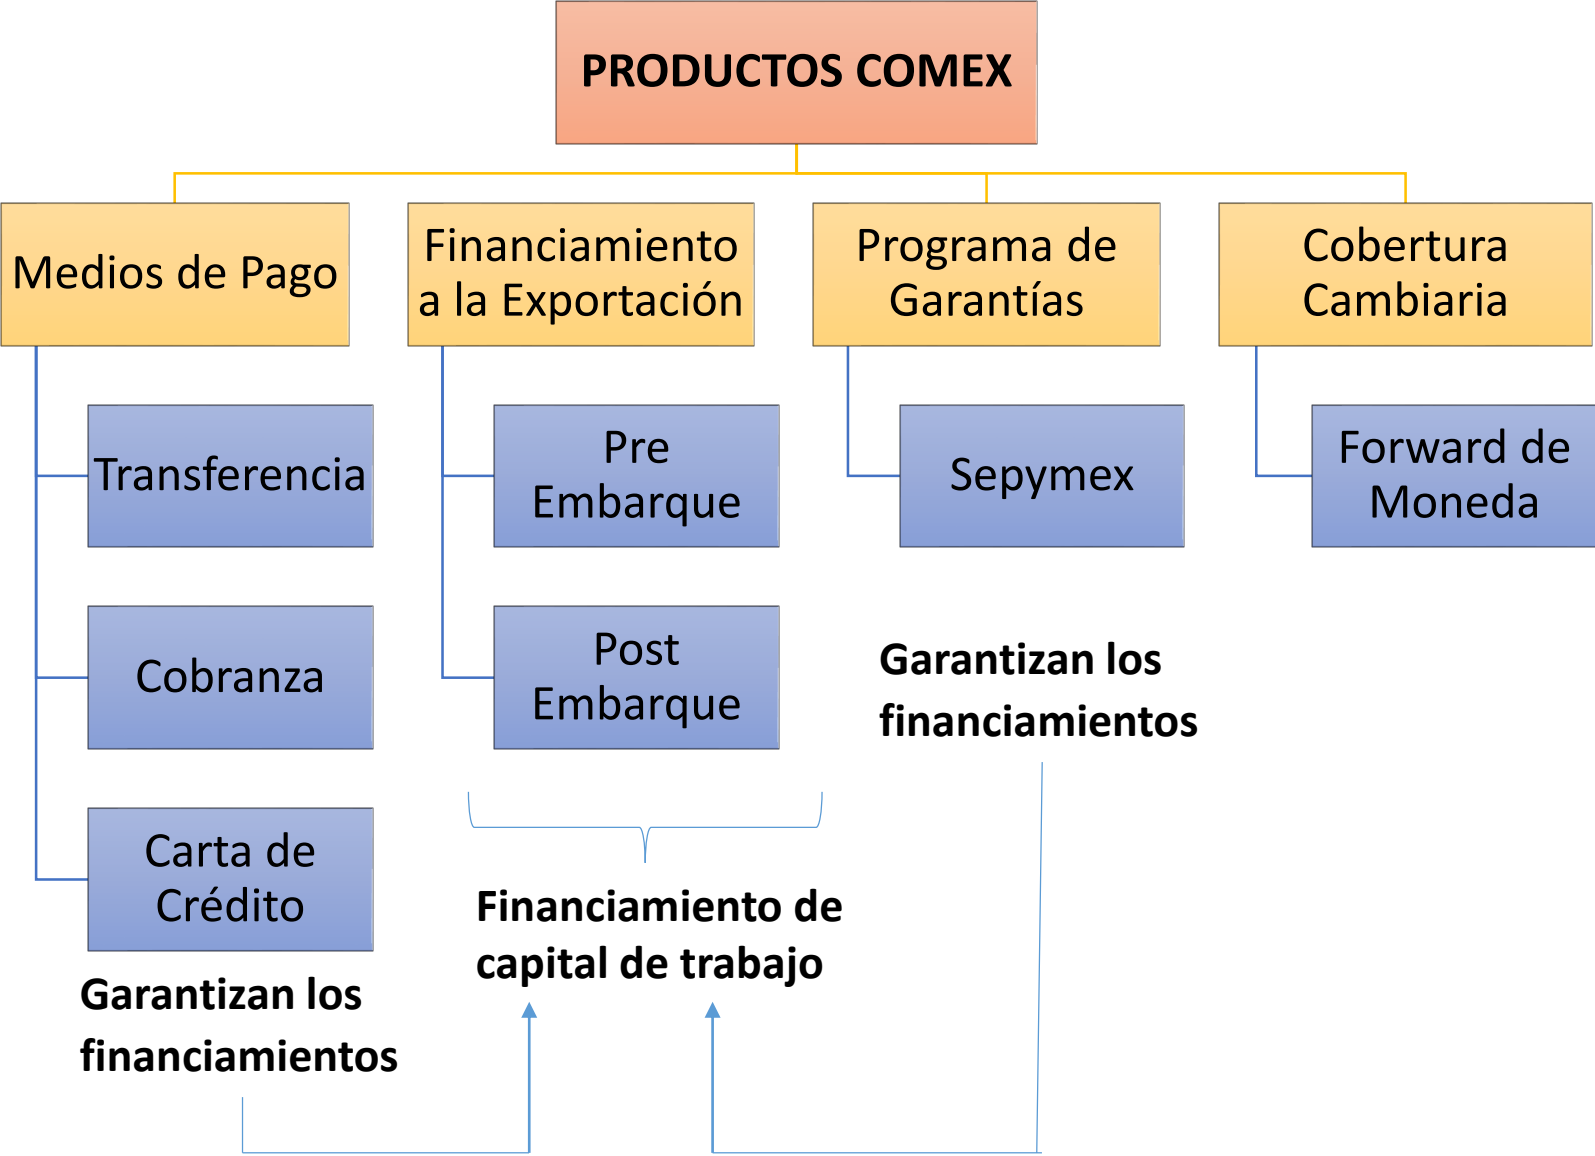 PRODUCTOS COMEX
Medios de Pago
Transferencia
Cobranza
Carta de
Crédito
Garantizan los
financiamientos
Financiamiento
a la Exportación
Pre
Embarque
Post
Embarque
Financiamiento de
capital de trabajo
Programa de
Garantías
Sepymex
Garantizan los
financiamientos
Cobertura
Cambiaria
Forward de
Moneda